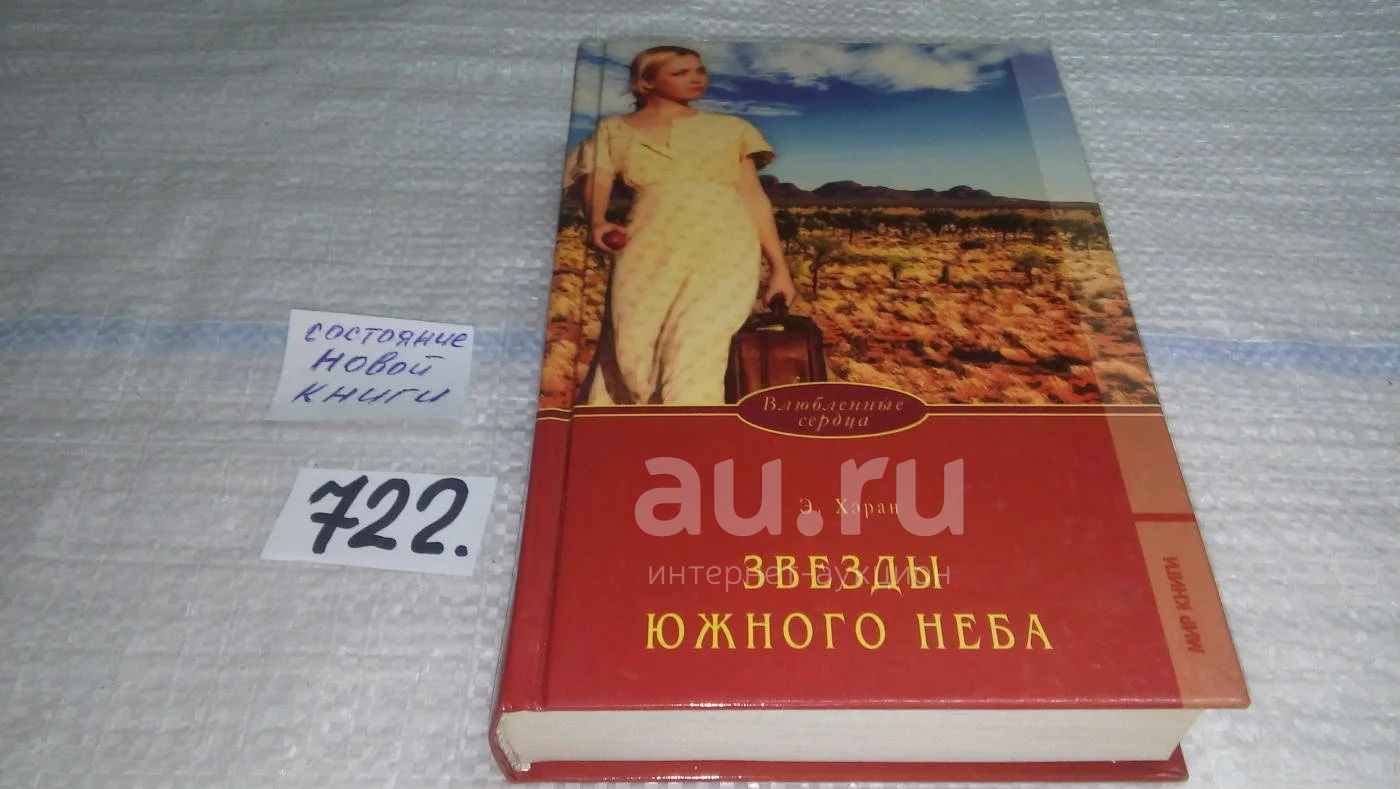 состояние
новой
книги
722.
Влюбленные
сердца
au.ru
интернет-аукцион
Э. Хэран
ЗВЕЗДЫ
ЮЖНОГО НЕБА
МИР КНИГИ